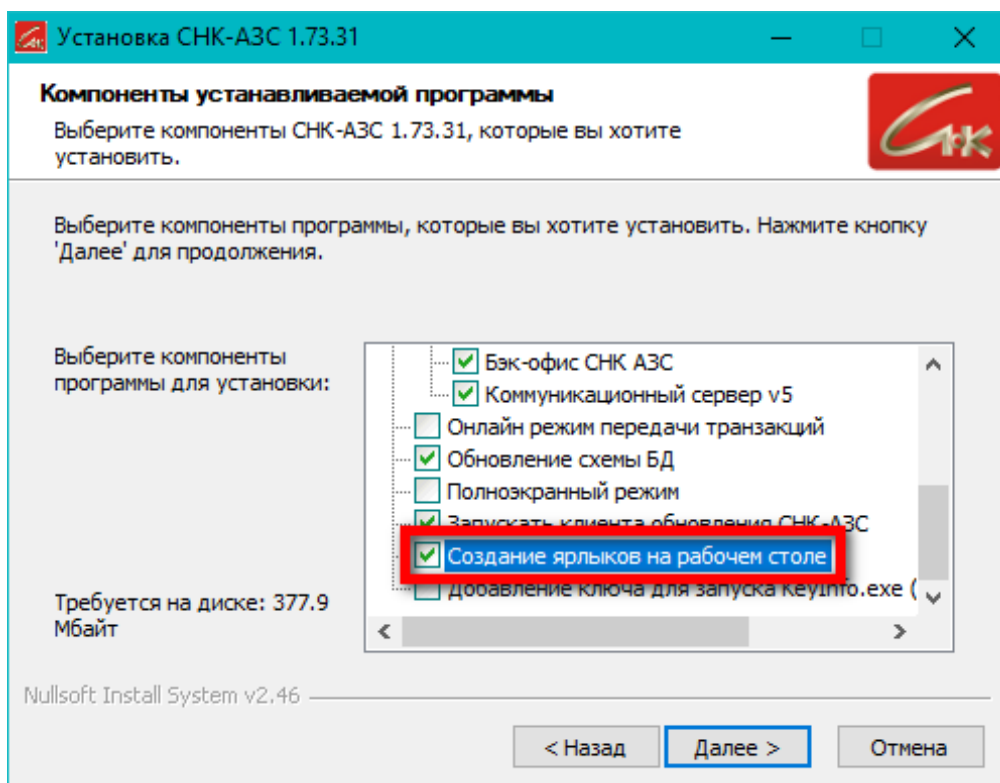 Установка СНК-АЗС 1.73.31
Компоненты устанавливаемой программы
Выберите компоненты СНК-АЗС 1.73.31, которые вы хотите
установить.
СНК
Выберите компоненты программы, которые вы хотите установить. Нажмите кнопку
'Далее' для продолжения.
Выберите компоненты
программы для установки:
Бэк-офис СНК АЗС
Коммуникационный сервер v5
Онлайн режим передачи транзакций
Обновление схемы БД
Полноэкранный режим
Запускать клиента обновления СНК-АЗС
Создание ярлыков на рабочем столе
Добавление ключа для запуска KeyInfo.exe (
Требуется на диске: 377.9
Мбайт
Nullsoft Install System v2.46
< Назад
Далее >
Отмена